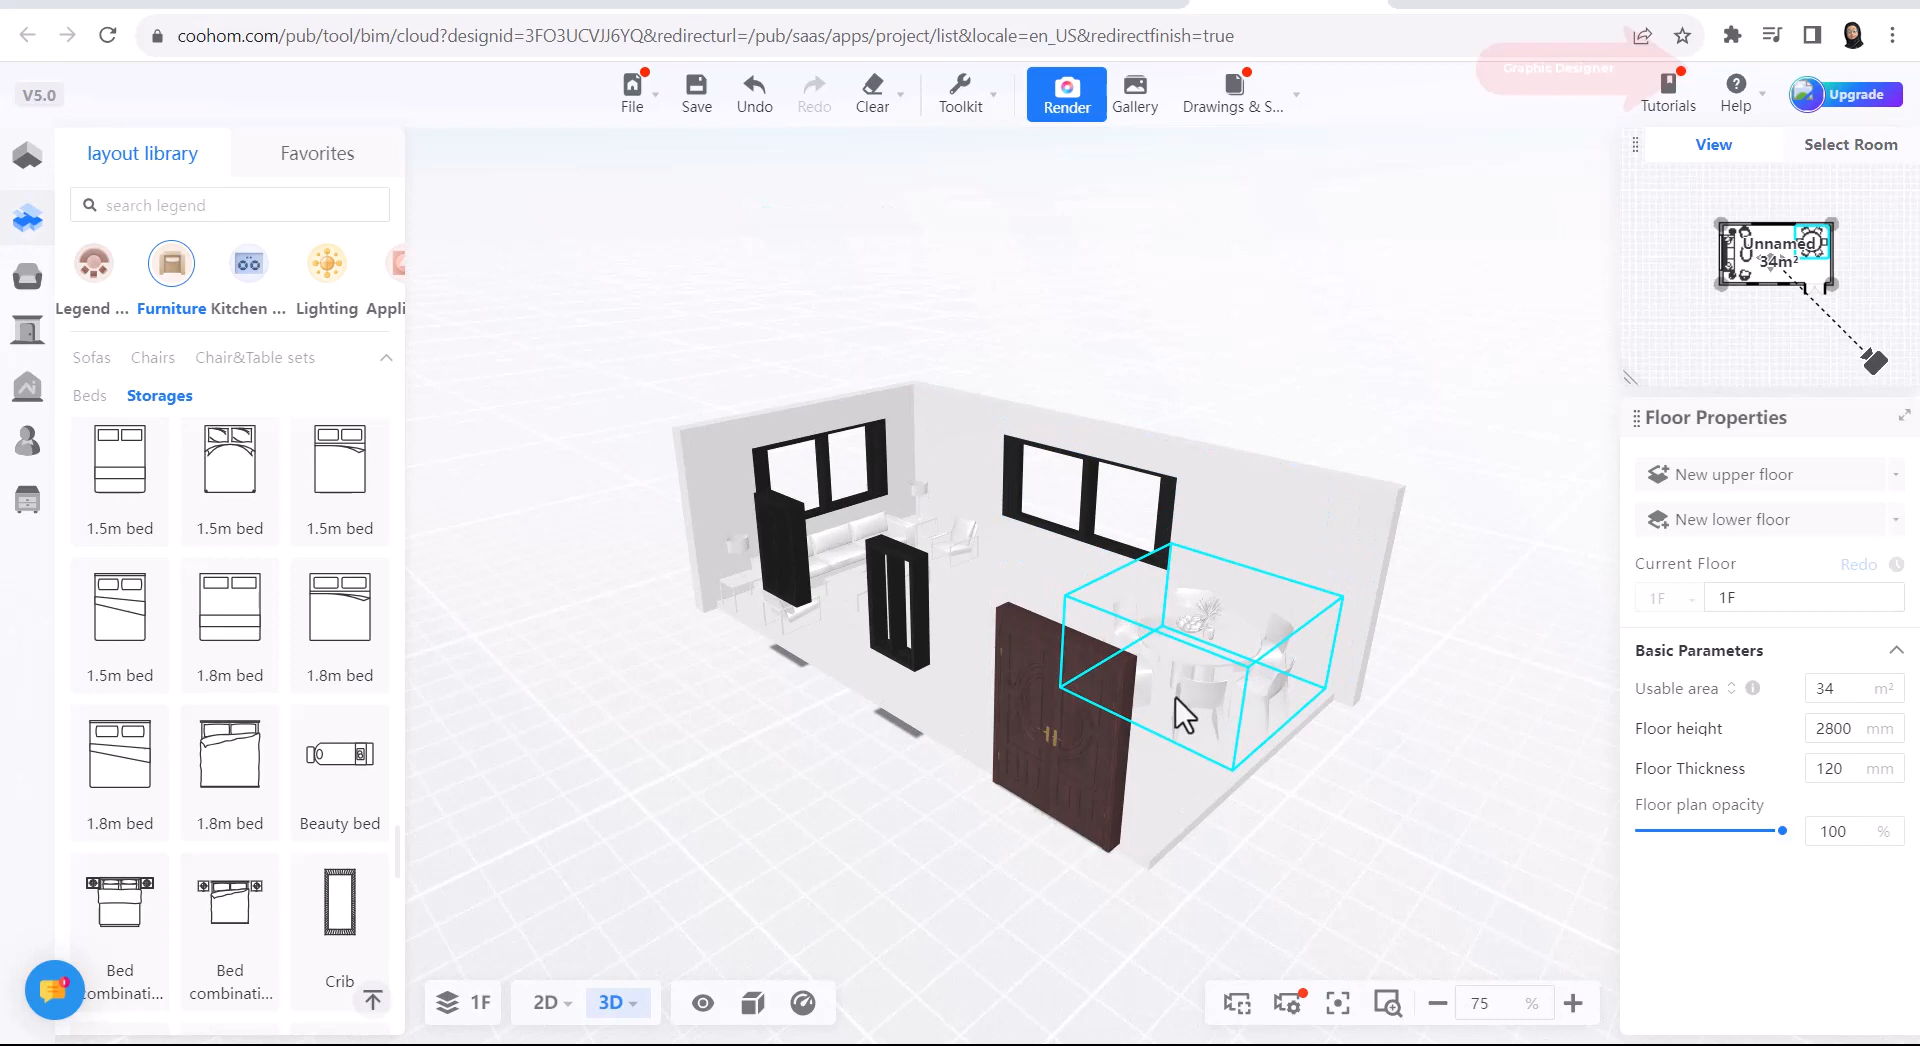 coohom.com/pub/tool/bim/cloud?designid=3FO3UCVJJ6YQ&redirecturl=/pub/saas/apps/project/list&locale=en_US&redirectfinish=true
Graphic Designer
V5.0
File
Save
Undo
Redo
Clear
Toolkit
Render
Gallery
Drawings & S...
Tutorials
Help
Upgrade
layout library
Favorites
search legend
Legend ...
Furniture
Kitchen ...
Lighting
Appli
Sofas
Chairs
Chair&Table sets
Beds
Storages
1.5m bed
1.5m bed
1.5m bed
1.5m bed
1.8m bed
1.8m bed
1.8m bed
1.8m bed
Beauty bed
Bed
combinati...
Bed
combinati...
Crib
1F
2D
3D
75 %
View
Select Room
Unnamed
34m²
Floor Properties
New upper floor
New lower floor
Current Floor
Redo
1F
1F
Basic Parameters
Usable area
34 m²
Floor height
2800 mm
Floor Thickness
120 mm
Floor plan opacity
100 %